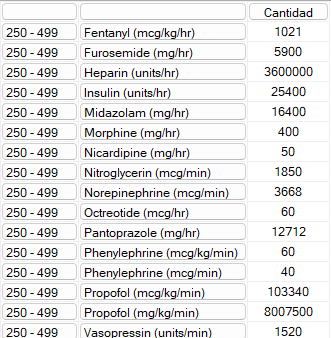 Cantidad
250 - 499 Fentanyl (mcg/kg/hr) 1021
250 - 499 Furosemide (mg/hr) 5900
250 - 499 Heparin (units/hr) 3600000
250 - 499 Insulin (units/hr) 25400
250 - 499 Midazolam (mg/hr) 16400
250 - 499 Morphine (mg/hr) 400
250 - 499 Nicardipine (mg/hr) 50
250 - 499 Nitroglycerin (mcg/min) 1850
250 - 499 Norepinephrine (mcg/min) 3668
250 - 499 Octreotide (mcg/hr) 60
250 - 499 Pantoprazole (mg/hr) 12712
250 - 499 Phenylephrine (mcg/kg/min) 60
250 - 499 Phenylephrine (mcg/min) 40
250 - 499 Propofol (mcg/kg/min) 103340
250 - 499 Propofol (mg/kg/min) 8007500
250 - 499 Vasopressin (units/min) 1520